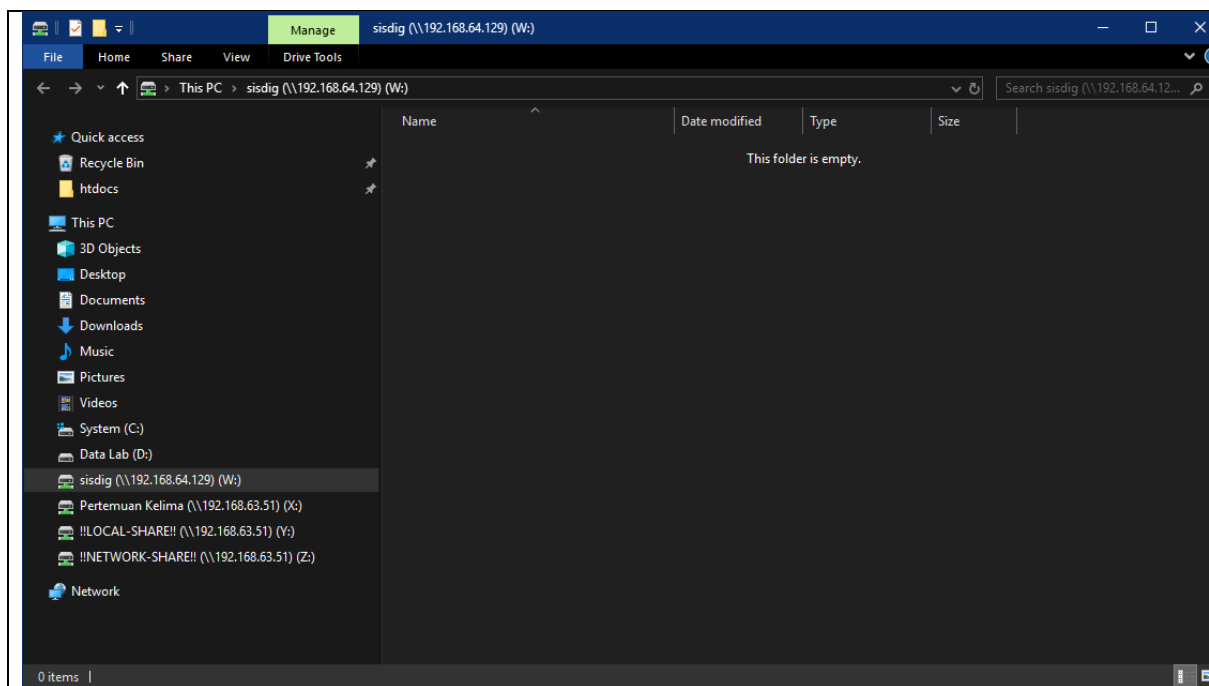 Manage
sisdig (\\192.168.64.129) (W:)
File
Home
Share
View
Drive Tools
This PC
sisdig (\\192.168.64.129) (W:)
Search sisdig (\\192.168.64.12...
Name
Date modified
Type
Size
This folder is empty.
Quick access
Recycle Bin
htdocs
This PC
3D Objects
Desktop
Documents
Downloads
Music
Pictures
Videos
System (C:)
Data Lab (D:)
sisdig (\\192.168.64.129) (W:)
Pertemuan Kelima (\\192.168.63.51) (X:)
!!LOCAL-SHARE!! (\\192.168.63.51) (Y:)
!!NETWORK-SHARE!! (\\192.168.63.51) (Z:)
Network
0 items